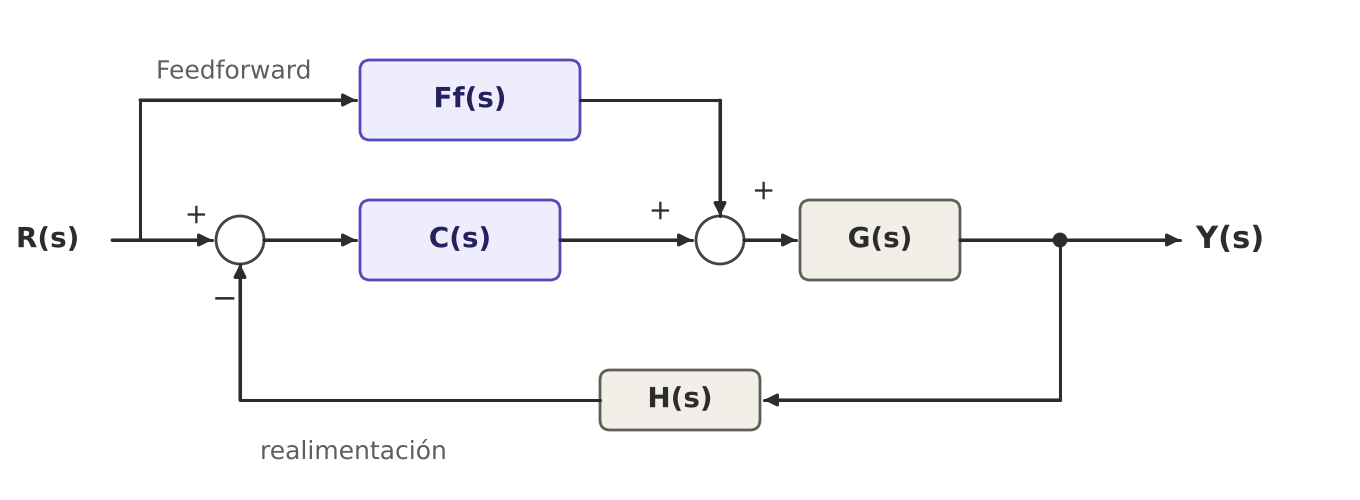 Feedforward
Ff(s)
+
R(s)
+
C(s)
+
G(s)
Y(s)
−
H(s)
realimentación